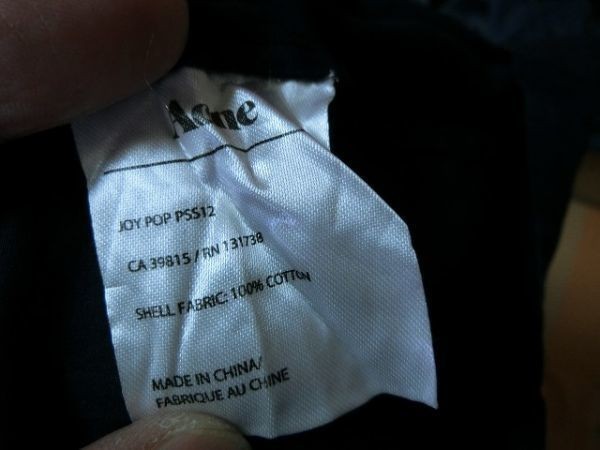 Acne
JOY POP PSS12
CA 39815 / RN 131738
SHELL FABRIC: 100% COTTON
MADE IN CHINA/
FABRIQUE AU CHINE